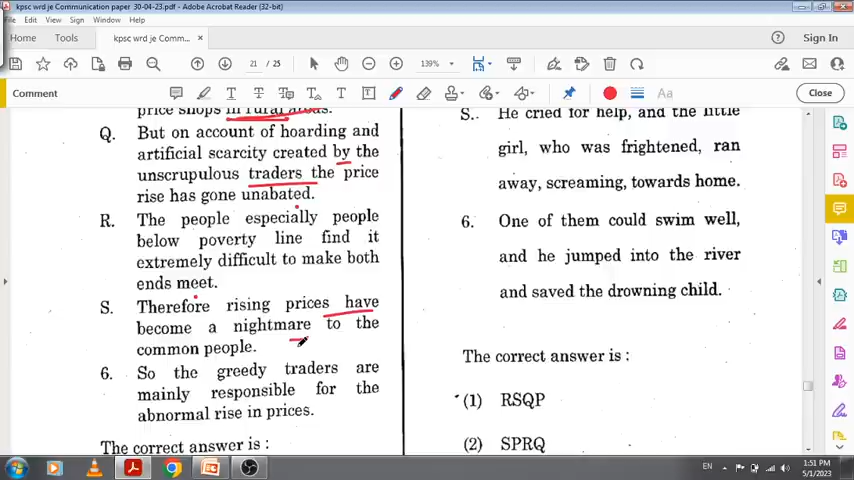 kpsc wrd je Communication paper 30-04-23.pdf - Adobe Acrobat Reader (32-bit)
File Edit View Sign Window Help
Home Tools kpsc wrd je Comm... × Sign In
21 / 25 139%
Comment Close
price shops in rural areas.
Q. But on account of hoarding and
artificial scarcity created by the
unscrupulous traders the price
rise has gone unabated.
R. The people especially people
below poverty line find it
extremely difficult to make both
ends meet.
S. Therefore rising prices have
become a nightmare to the
common people.
6. So the greedy traders are
mainly responsible for the
abnormal rise in prices.
The correct answer is :
S. He cried for help, and the little
girl, who was frightened, ran
away, screaming, towards home.
6. One of them could swim well,
and he jumped into the river
and saved the drowning child.
The correct answer is :
(1) RSQP
(2) SPRQ
EN 1:51 PM
5/1/2023